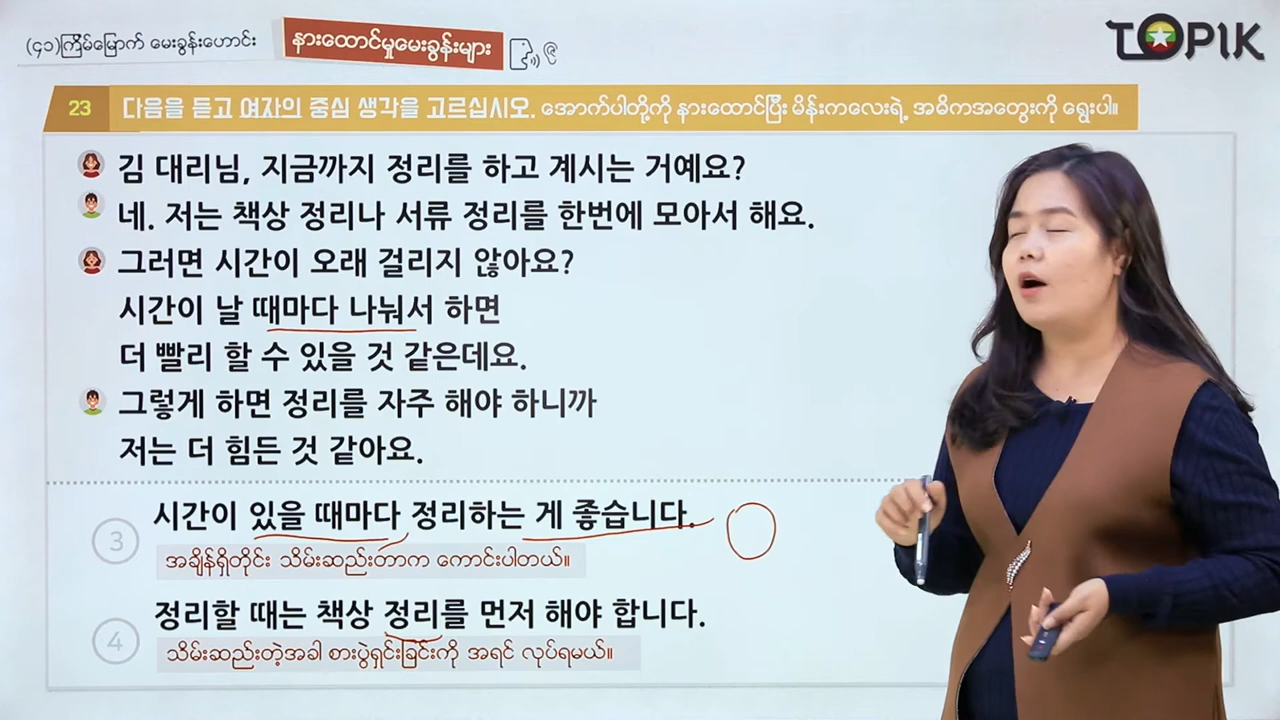 (၄၁)ကြိမ်မြောက် မေးခွန်းဟောင်း
နားထောင်မှုမေးခွန်းများ
၉
TOPIK
23 다음을 듣고 여자의 중심 생각을 고르십시오. အောက်ပါတို့ကို နားထောင်ပြီး မိန်းကလေးရဲ့ အဓိကအတွေးကို ရွေးပါ။
김 대리님, 지금까지 정리를 하고 계시는 거예요?
네. 저는 책상 정리나 서류 정리를 한번에 모아서 해요.
그러면 시간이 오래 걸리지 않아요?
시간이 날 때마다 나눠서 하면
더 빨리 할 수 있을 것 같은데요.
그렇게 하면 정리를 자주 해야 하니까
저는 더 힘든 것 같아요.
3 시간이 있을 때마다 정리하는 게 좋습니다.
အချိန်ရှိတိုင်း သိမ်းဆည်းတာက ကောင်းပါတယ်။
4 정리할 때는 책상 정리를 먼저 해야 합니다.
သိမ်းဆည်းတဲ့အခါ စားပွဲရှင်းခြင်းကို အရင် လုပ်ရမယ်။